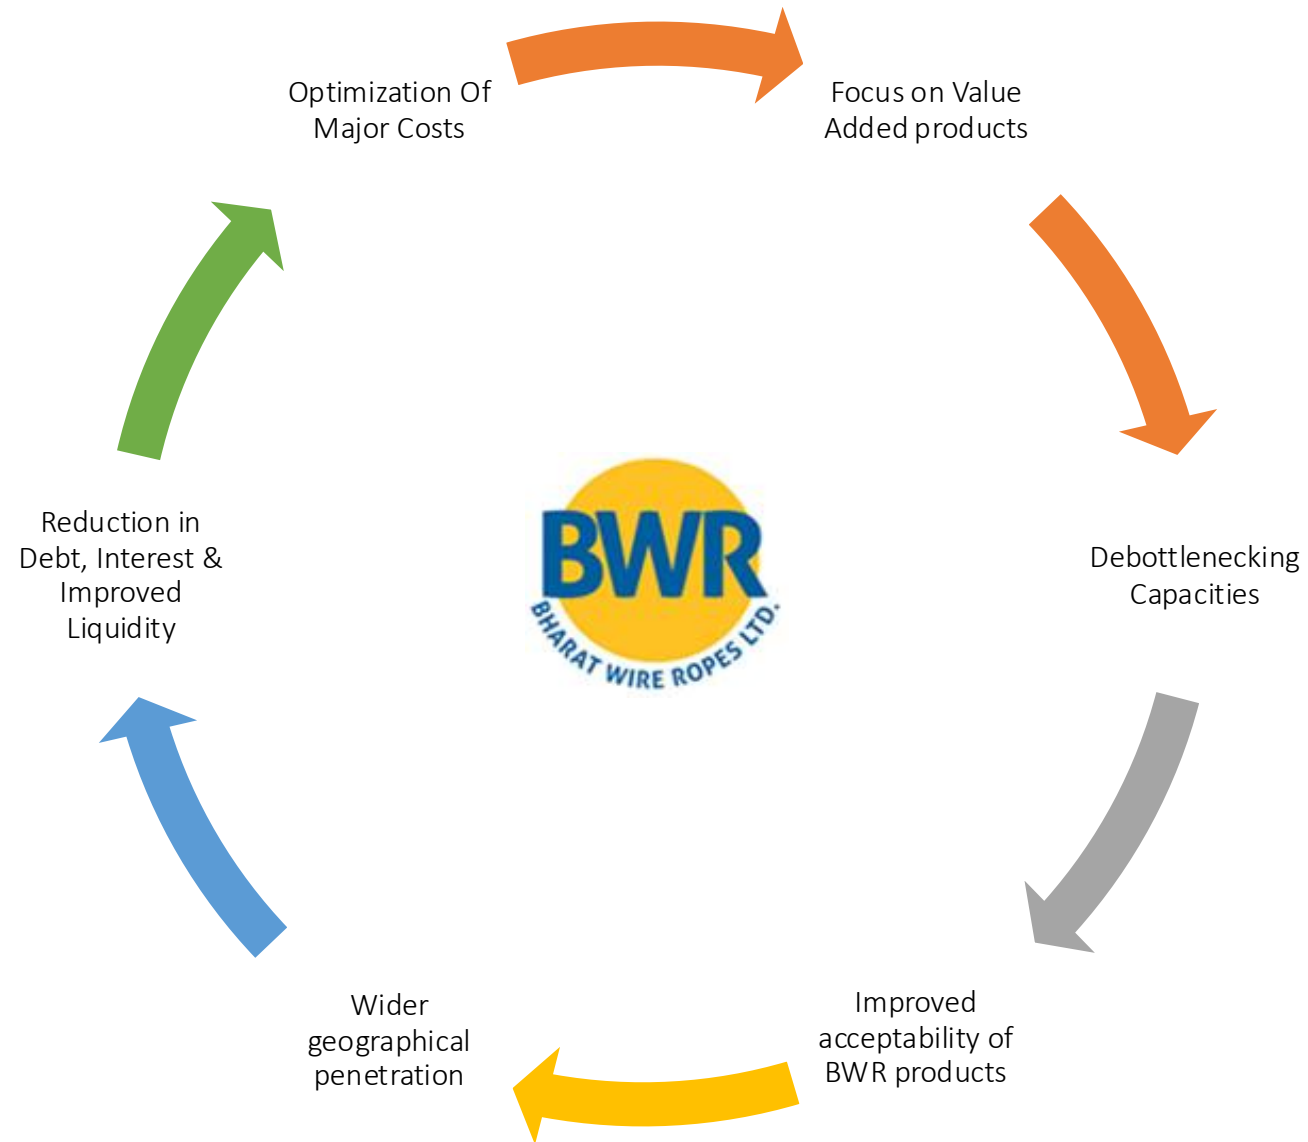 Optimization Of
Major Costs
Focus on Value
Added products
Debottlenecking
Capacities
Improved
acceptability of
BWR products
Wider
geographical
penetration
Reduction in
Debt, Interest &
Improved
Liquidity
BWR
BHARAT WIRE ROPES LTD.